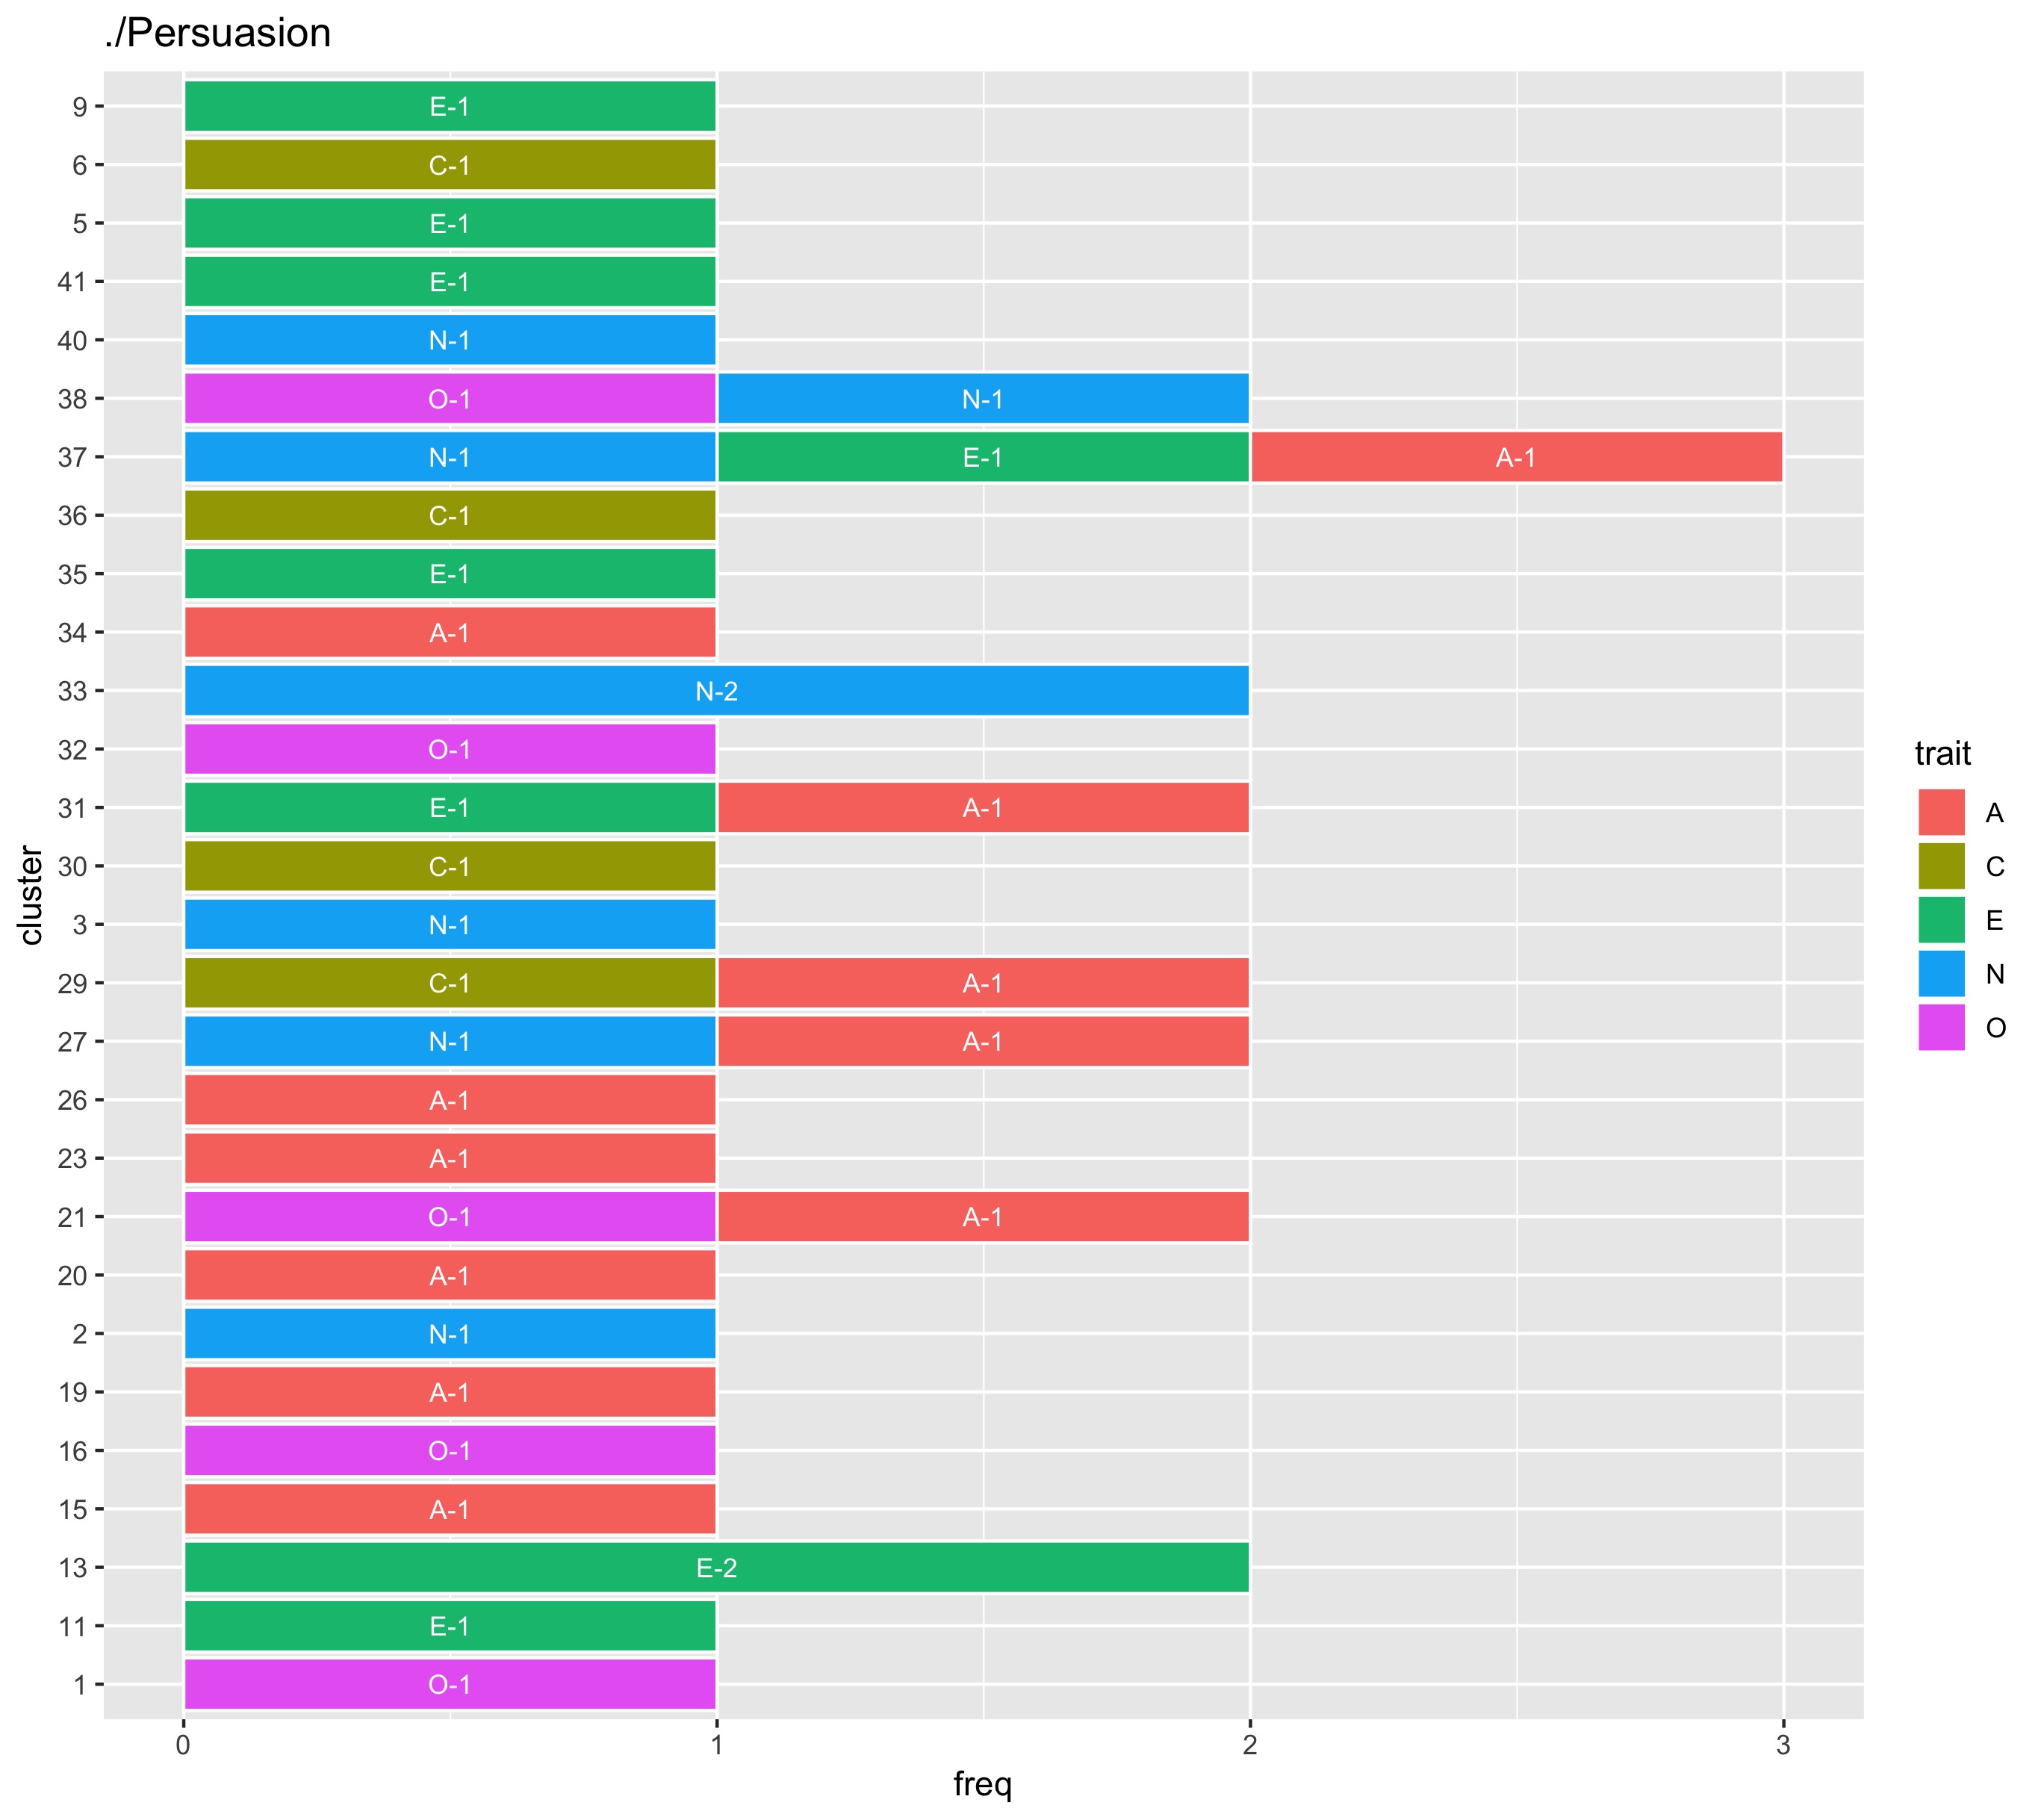 ./Persuasion
9 E-1
6 C-1
5 E-1
41 E-1
40 N-1
38 O-1 N-1
37 N-1 E-1 A-1
36 C-1
35 E-1
34 A-1
33 N-2
32 O-1
31 E-1 A-1
30 C-1
3 N-1
29 C-1 A-1
27 N-1 A-1
26 A-1
23 A-1
21 O-1 A-1
20 A-1
2 N-1
19 A-1
16 O-1
15 A-1
13 E-2
11 E-1
1 O-1
0 1 2 3
freq
cluster
trait
A
C
E
N
O